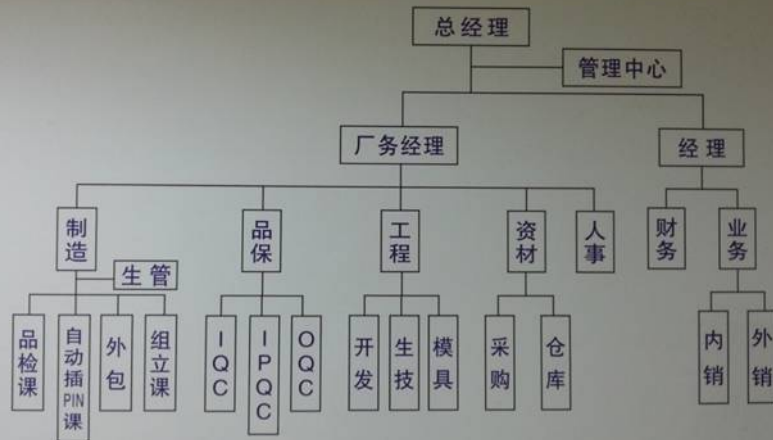 总经理
管理中心
厂务经理
经理
制造
品保
工程
资材
人事
财务
业务
生管
品检课
自动插PIN课
外包
组立课
IQC
IPQC
OQC
开发
生技
模具
采购
仓库
内销
外销